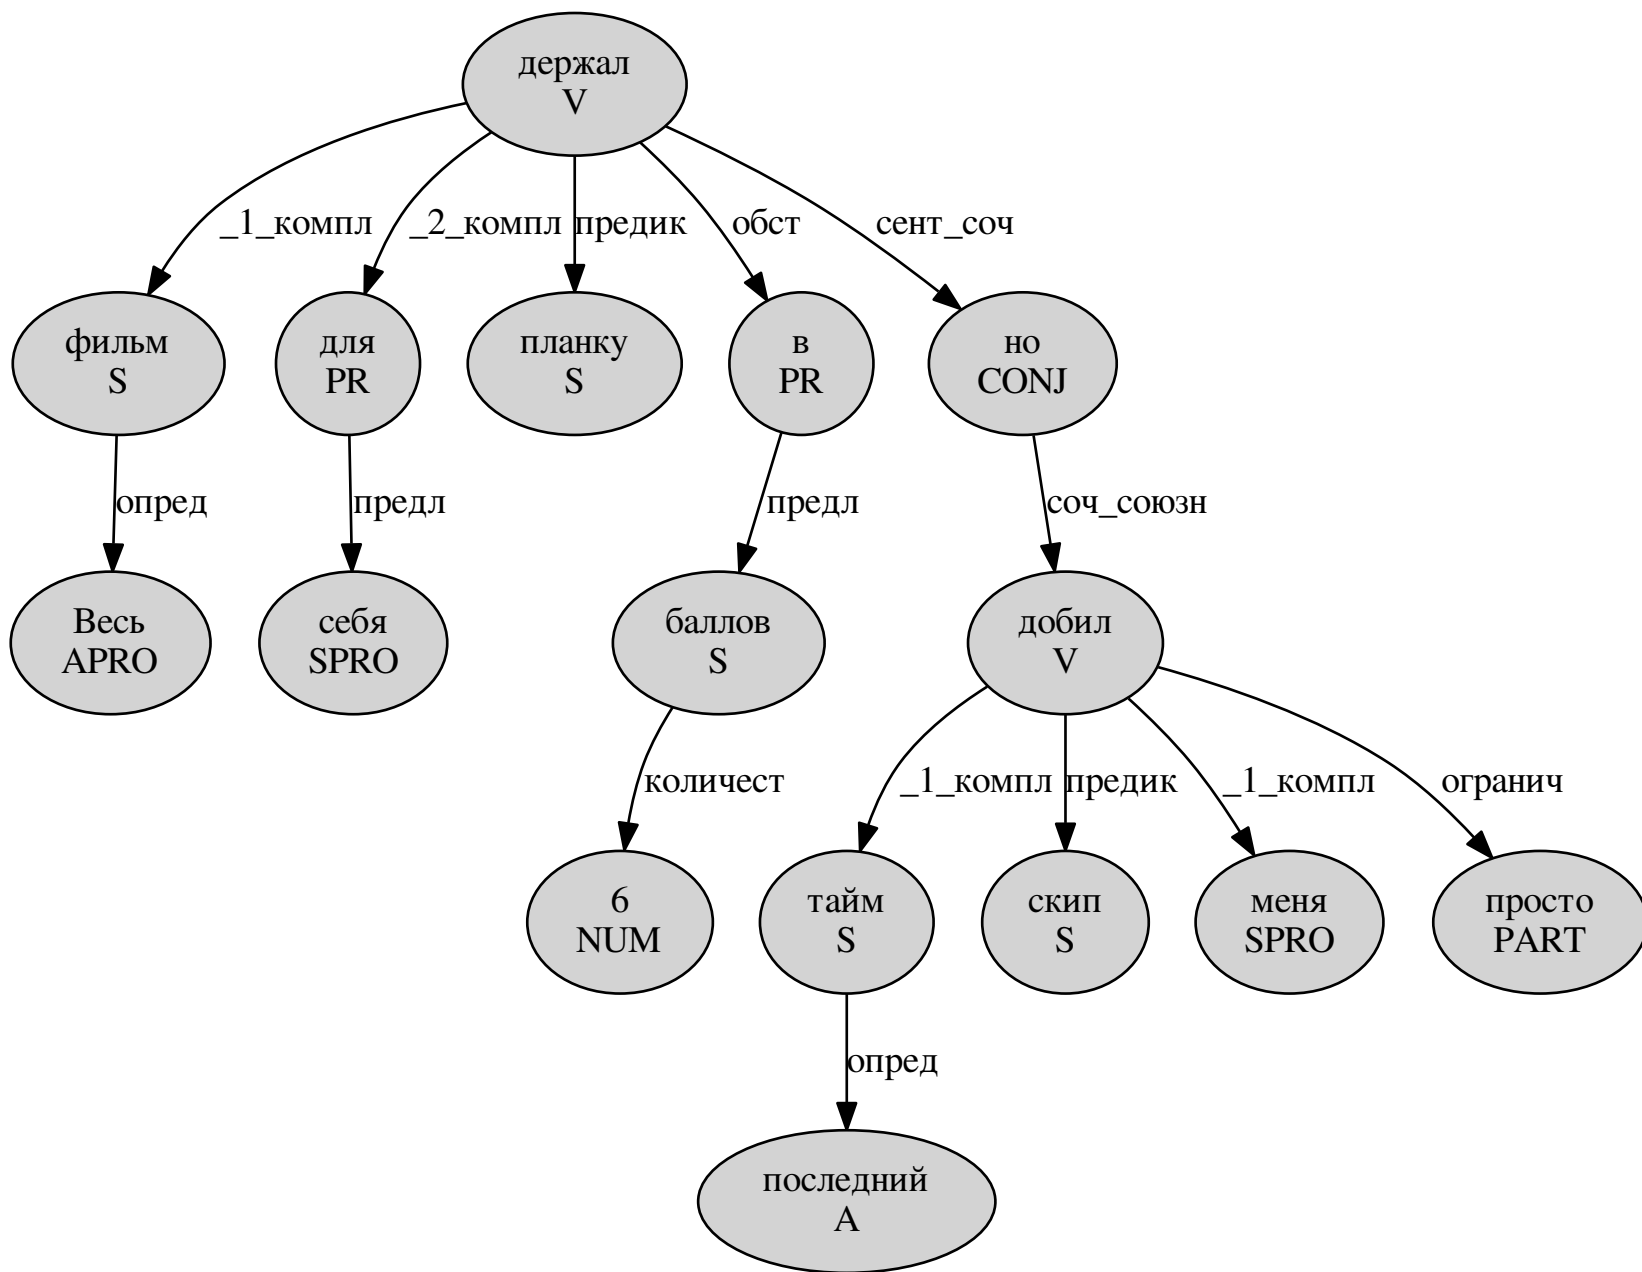 держал
V
_1_компл
_2_компл
предик
обст
сент_соч
фильм
S
для
PR
планку
S
в
PR
но
CONJ
опред
предл
предл
соч_союзн
Весь
APRO
себя
SPRO
баллов
S
добил
V
количест
_1_компл
предик
_1_компл
огранич
6
NUM
тайм
S
скип
S
меня
SPRO
просто
PART
опред
последний
A